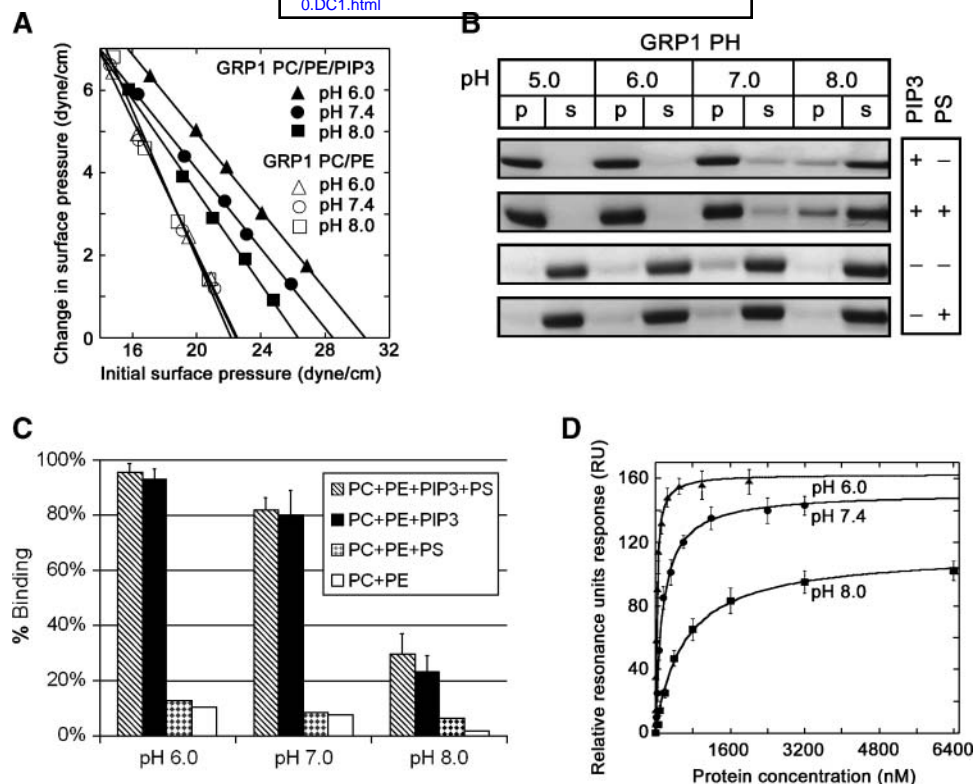 0.DC1.html
A
Change in surface pressure (dyne/cm)
6
4
2
0
16 20 24 28 32
Initial surface pressure (dyne/cm)
GRP1 PC/PE/PIP3
pH 6.0
pH 7.4
pH 8.0
GRP1 PC/PE
pH 6.0
pH 7.4
pH 8.0
B
GRP1 PH
pH 5.0 6.0 7.0 8.0
p s p s p s p s
PIP3 PS
+ −
+ +
− −
− +
C
% Binding
100%
80%
60%
40%
20%
0%
PC+PE+PIP3+PS
PC+PE+PIP3
PC+PE+PS
PC+PE
pH 6.0 pH 7.0 pH 8.0
D
Relative resonance units response (RU)
160
120
80
40
0
pH 6.0
pH 7.4
pH 8.0
1600 3200 4800 6400
Protein concentration (nM)